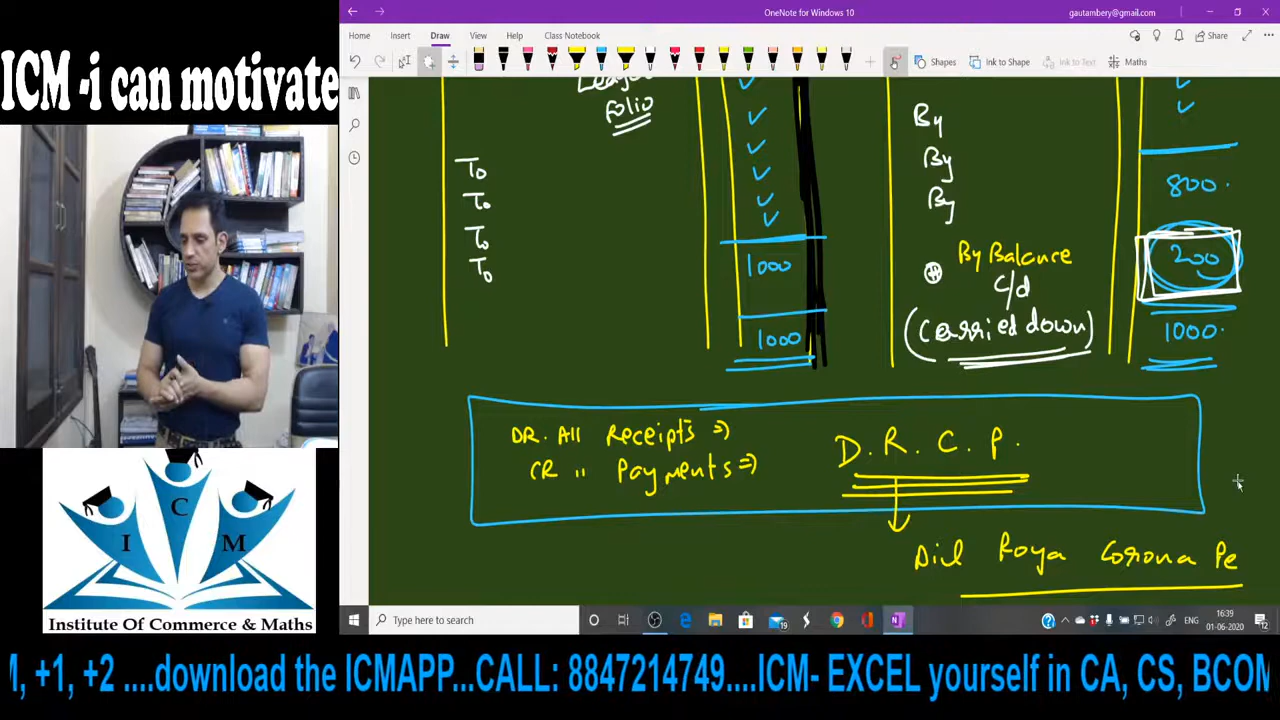 ICM -i can motivate
OneNote for Windows 10
gautambery@gmail.com
Home Insert Draw View Help Class Notebook
Share
Shapes Ink to Shape Ink to Text Maths
Ledger
Folio
To
To
To
To
1000
1000
By
By
By
By Balance
c/d
(Carried down)
800.
200
1000.
DR. All Receipts ⇒
CR " Payments ⇒
D. R. C. P.
Dil Roya Corona Pe
I C M
Institute Of Commerce & Maths
Type here to search
19
ENG
16:39
01-06-2020
12
M, +1, +2 ....download the ICMAPP...CALL: 8847214749....ICM- EXCEL yourself in CA, CS, BCOM